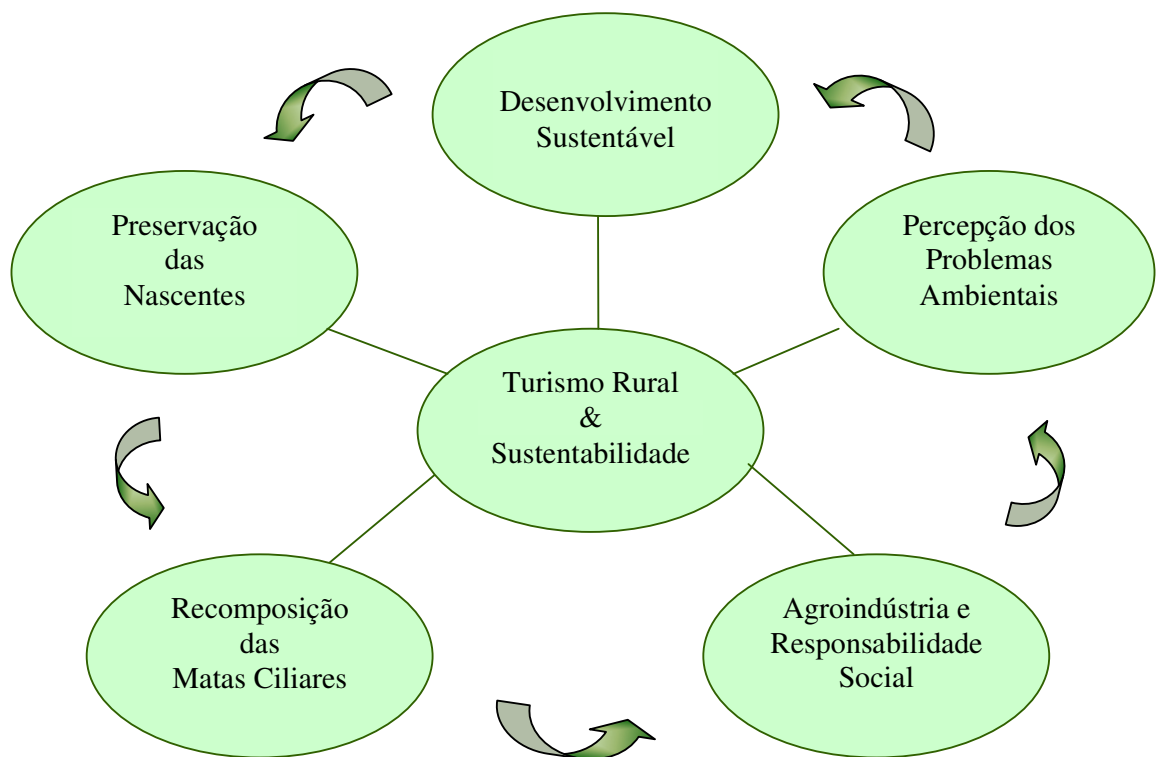 Desenvolvimento
Sustentável
Preservação
das
Nascentes
Percepção dos
Problemas
Ambientais
Turismo Rural
&
Sustentabilidade
Recomposição
das
Matas Ciliares
Agroindústria e
Responsabilidade
Social